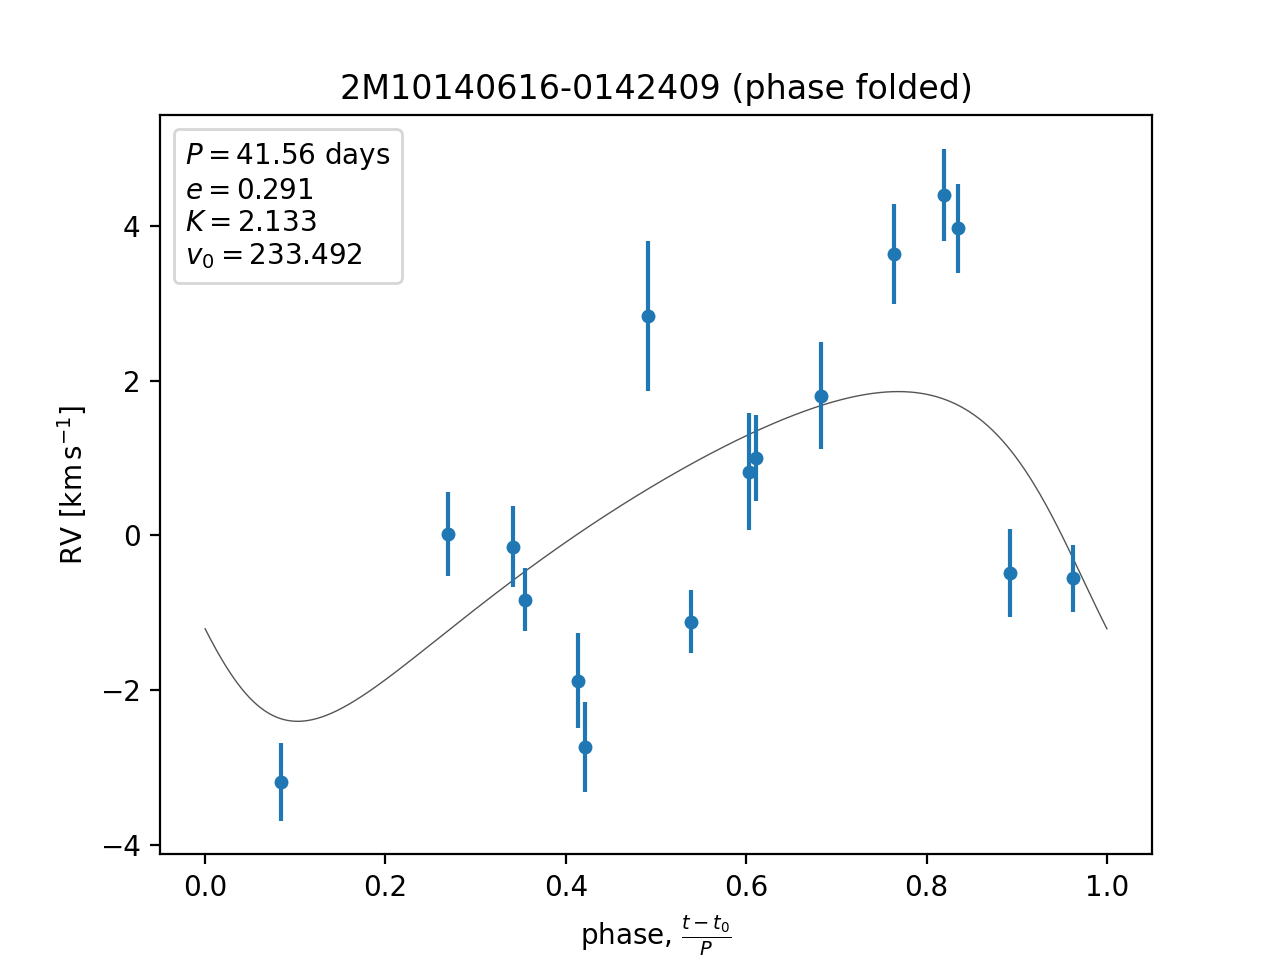 2M10140616-0142409 (phase folded)
P = 41.56 days
e = 0.291
K = 2.133
v₀ = 233.492
4
2
0
−2
−4
RV [km s⁻¹]
0.0 0.2 0.4 0.6 0.8 1.0
phase, (t − t₀)/P